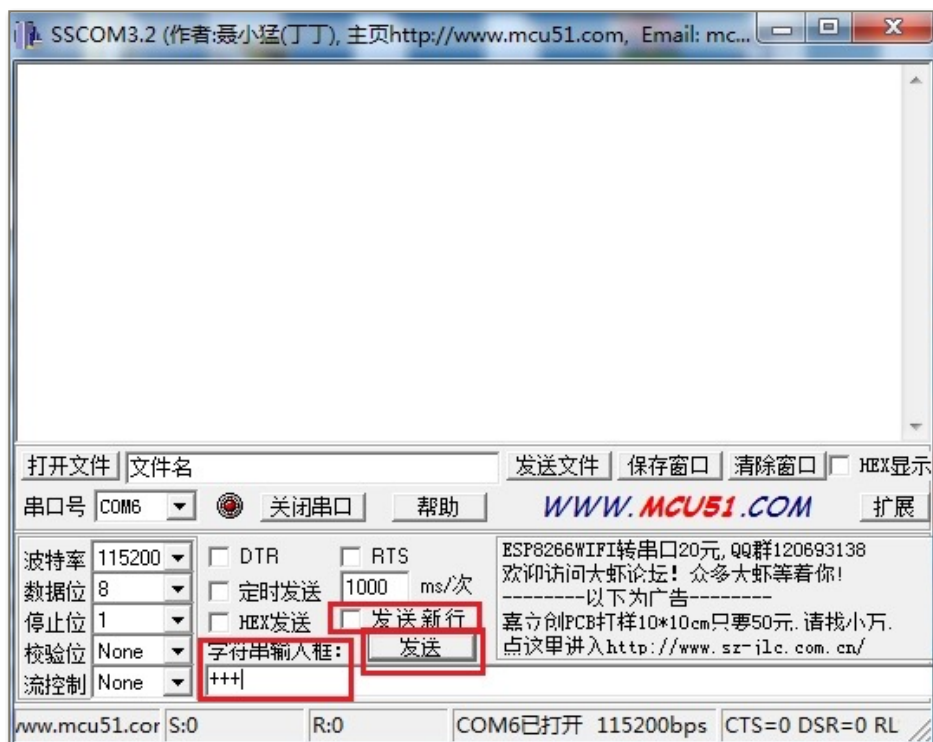 SSCOM3.2 (作者:聂小猛(丁丁), 主页http://www.mcu51.com, Email: mc...
打开文件 文件名 发送文件 保存窗口 清除窗口 HEX显示
串口号 COM6 关闭串口 帮助 WWW.MCU51.COM 扩展
波特率 115200 DTR RTS
数据位 8 定时发送 1000 ms/次
停止位 1 HEX发送 发送新行
校验位 None 字符串输入框: 发送
流控制 None +++
ESP8266WIFI转串口20元,QQ群120693138
欢迎访问大虾论坛! 众多大虾等着你!
--------以下为广告--------
嘉立创PCB打样10*10cm只要50元.请找小万.
点这里进入http://www.sz-jlc.com.cn/
www.mcu51.cor S:0 R:0 COM6已打开 115200bps CTS=0 DSR=0 RL